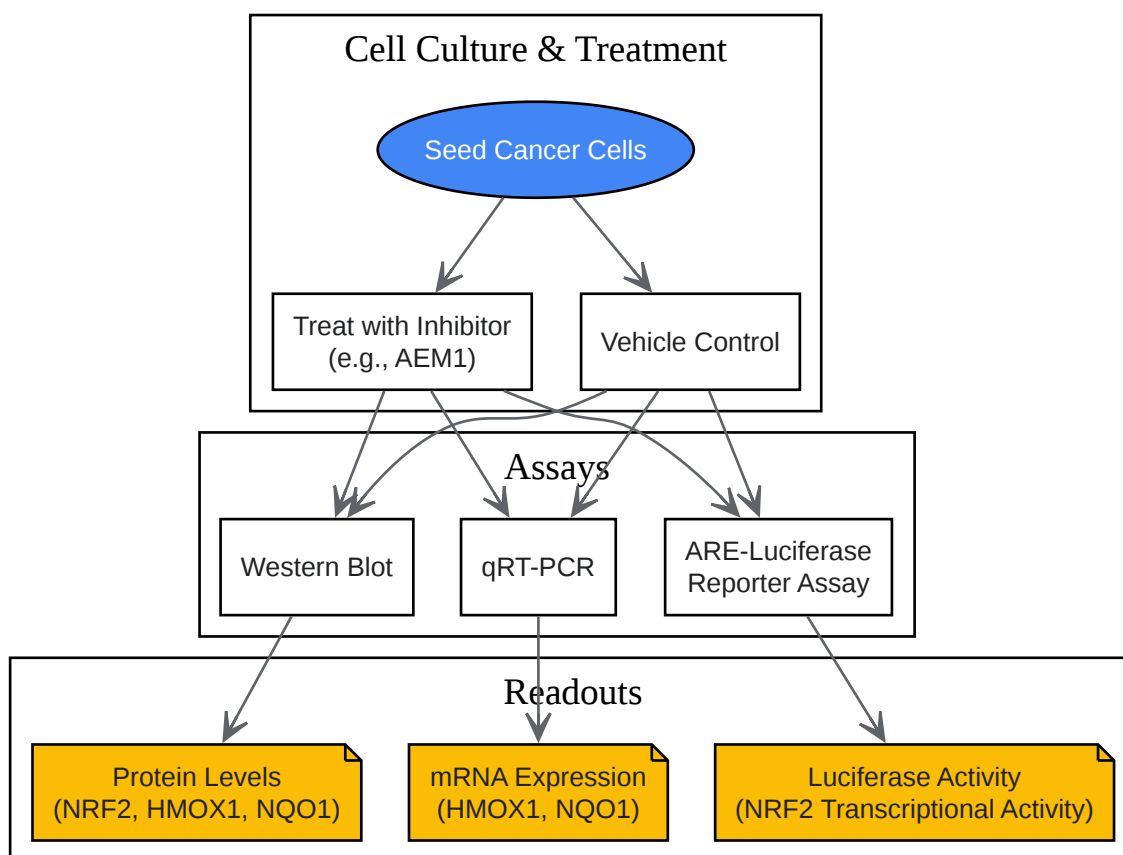 Cell Culture & Treatment
Seed Cancer Cells
Treat with Inhibitor
(e.g., AEM1)
Vehicle Control
Assays
Western Blot
qRT-PCR
ARE-Luciferase
Reporter Assay
Readouts
Protein Levels
(NRF2, HMOX1, NQO1)
mRNA Expression
(HMOX1, NQO1)
Luciferase Activity
(NRF2 Transcriptional Activity)